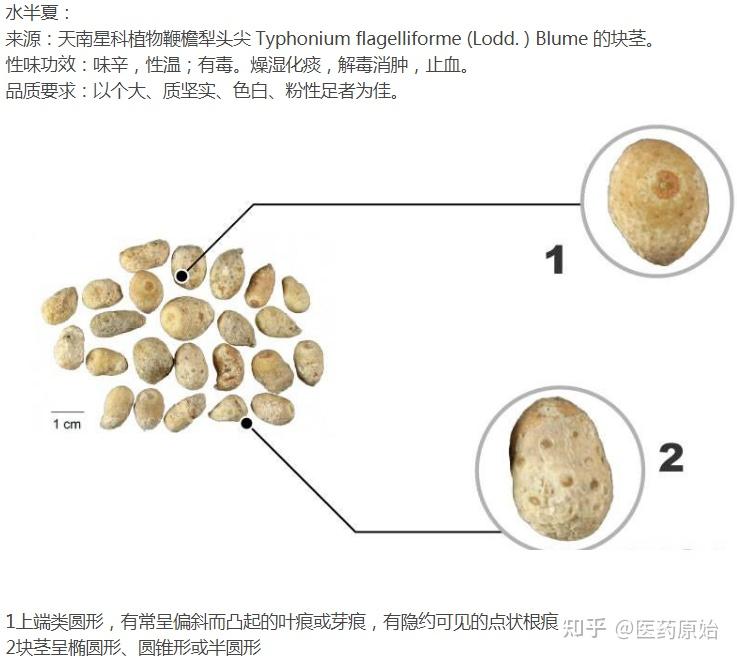 水半夏：
来源：天南星科植物鞭檐犁头尖 Typhonium flagelliforme (Lodd. ) Blume 的块茎。
性味功效：味辛，性温；有毒。燥湿化痰，解毒消肿，止血。
品质要求：以个大、质坚实、色白、粉性足者为佳。
1
2
1 cm
1上端类圆形，有常呈偏斜而凸起的叶痕或芽痕，有隐约可见的点状根痕
2块茎呈椭圆形、圆锥形或半圆形
知乎 @医药原始